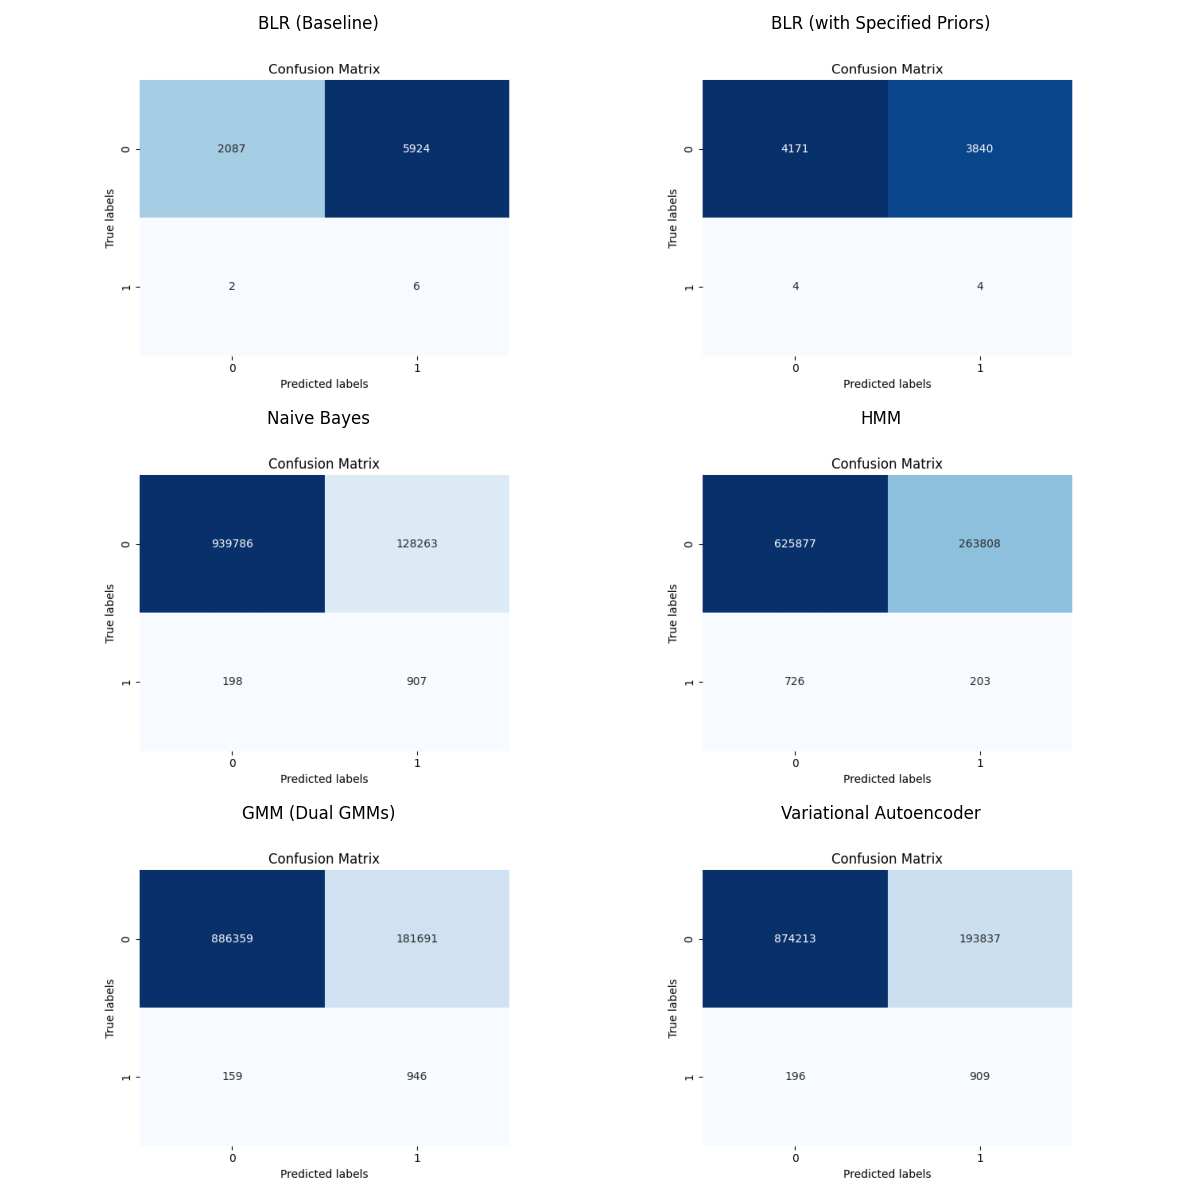 BLR (Baseline)
Confusion Matrix
True labels
0
2087
5924
1
2
6
0
1
Predicted labels
BLR (with Specified Priors)
Confusion Matrix
True labels
0
4171
3840
1
4
4
0
1
Predicted labels
Naive Bayes
Confusion Matrix
True labels
0
939786
128263
1
198
907
0
1
Predicted labels
HMM
Confusion Matrix
True labels
0
625877
263808
1
726
203
0
1
Predicted labels
GMM (Dual GMMs)
Confusion Matrix
True labels
0
886359
181691
1
159
946
0
1
Predicted labels
Variational Autoencoder
Confusion Matrix
True labels
0
874213
193837
1
196
909
0
1
Predicted labels